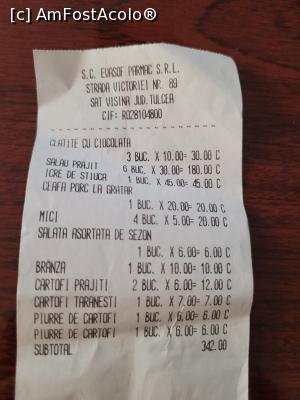 [c] AmFostAcolo®
S.C. EVASOF PARMAC S.R.L.
STRADA VICTORIEI NR. 89
SAT VISINA JUD.TULCEA
CIF: RO28104800
CLATITE CU CIOCOLATA
3 BUC. X 10.00= 30.00 C
SALAU PRAJIT 6 BUC. X 30.00= 180.00 C
ICRE DE STIUCA 1 BUC. X 45.00= 45.00 C
CEAFA PORC LA GRATAR
1 BUC. X 20.00= 20.00 C
MICI 4 BUC. X 5.00= 20.00 C
SALATA ASORTATA DE SEZON
1 BUC. X 6.00= 6.00 C
BRÂNZA 1 BUC. X 10.00= 10.00 C
CARTOFI PRAJITI 2 BUC. X 6.00= 12.00 C
CARTOFI TARANESTI 1 BUC. X 7.00= 7.00 C
PIURRE DE CARTOFI 1 BUC. X 6.00= 6.00 C
PIURRE DE CARTOFI 1 BUC. X 6.00= 6.00 C
SUBTOTAL 342.00